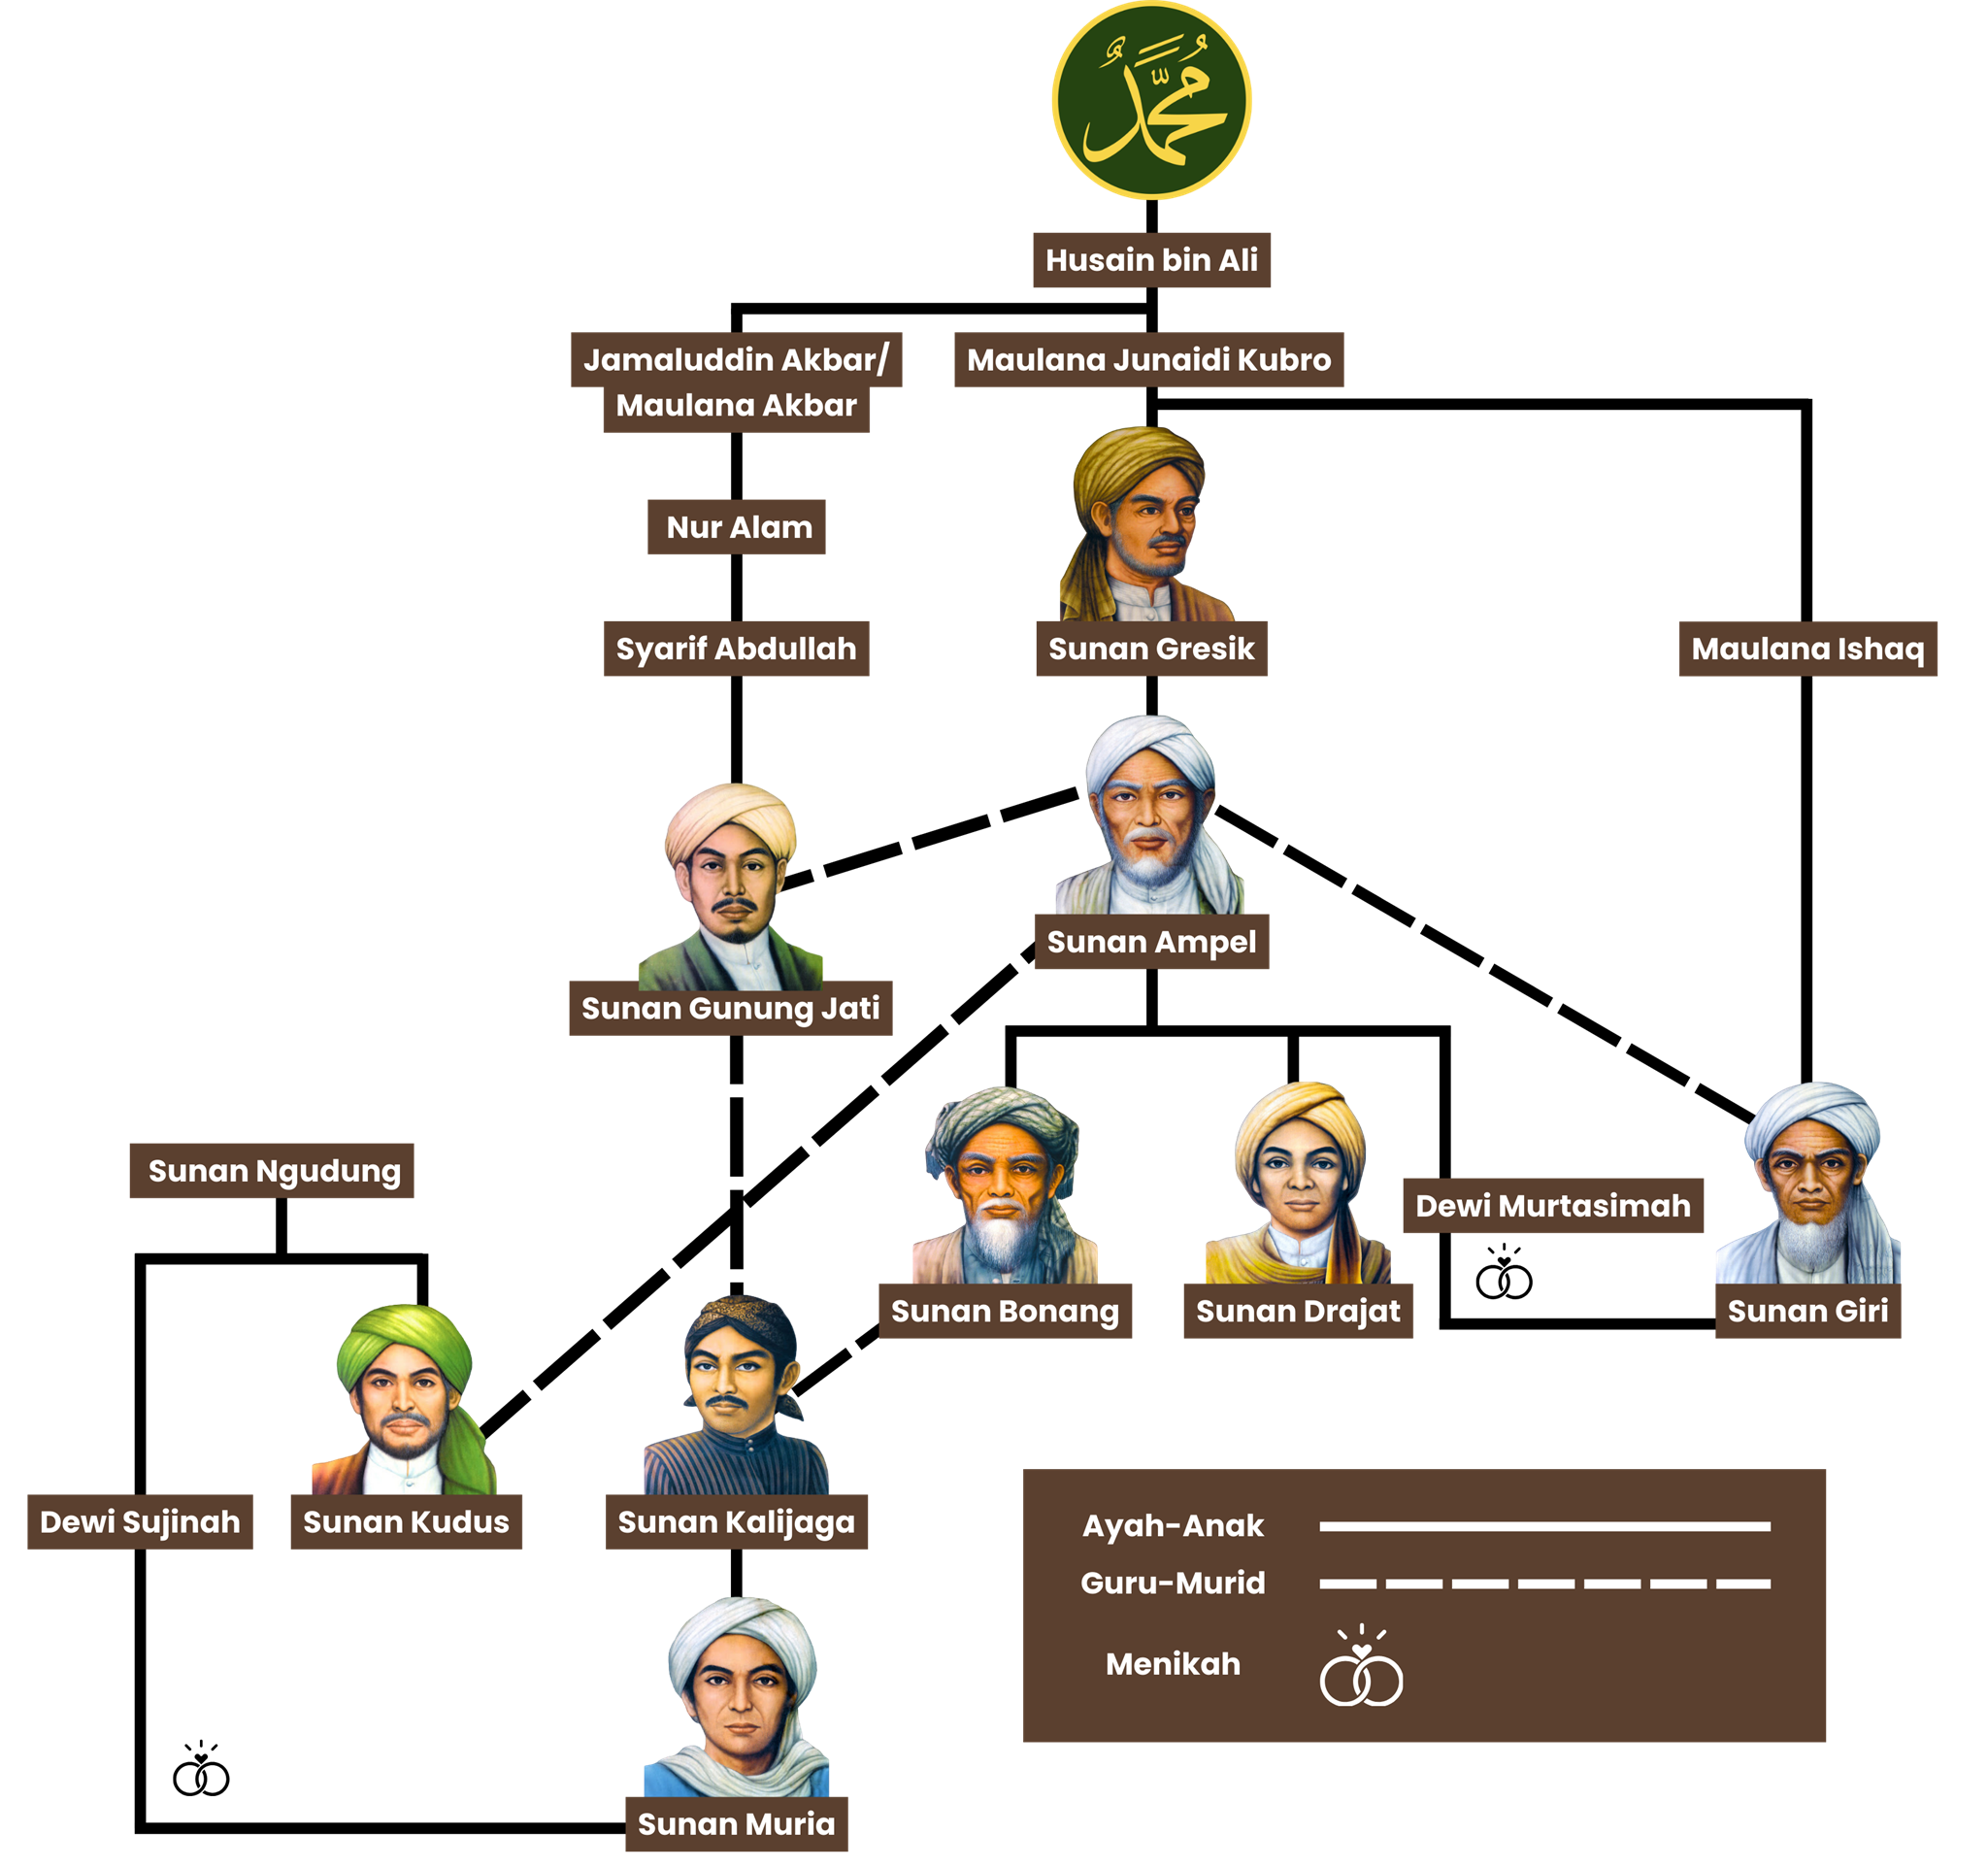 مُحَمَّدٌ
Husain bin Ali
Jamaluddin Akbar/
Maulana Akbar
Maulana Junaidi Kubro
Nur Alam
Syarif Abdullah
Sunan Gresik
Maulana Ishaq
Sunan Ampel
Sunan Gunung Jati
Sunan Ngudung
Dewi Murtasimah
Sunan Bonang
Sunan Drajat
Sunan Giri
Dewi Sujinah
Sunan Kudus
Sunan Kalijaga
Sunan Muria
Ayah-Anak
Guru-Murid
Menikah